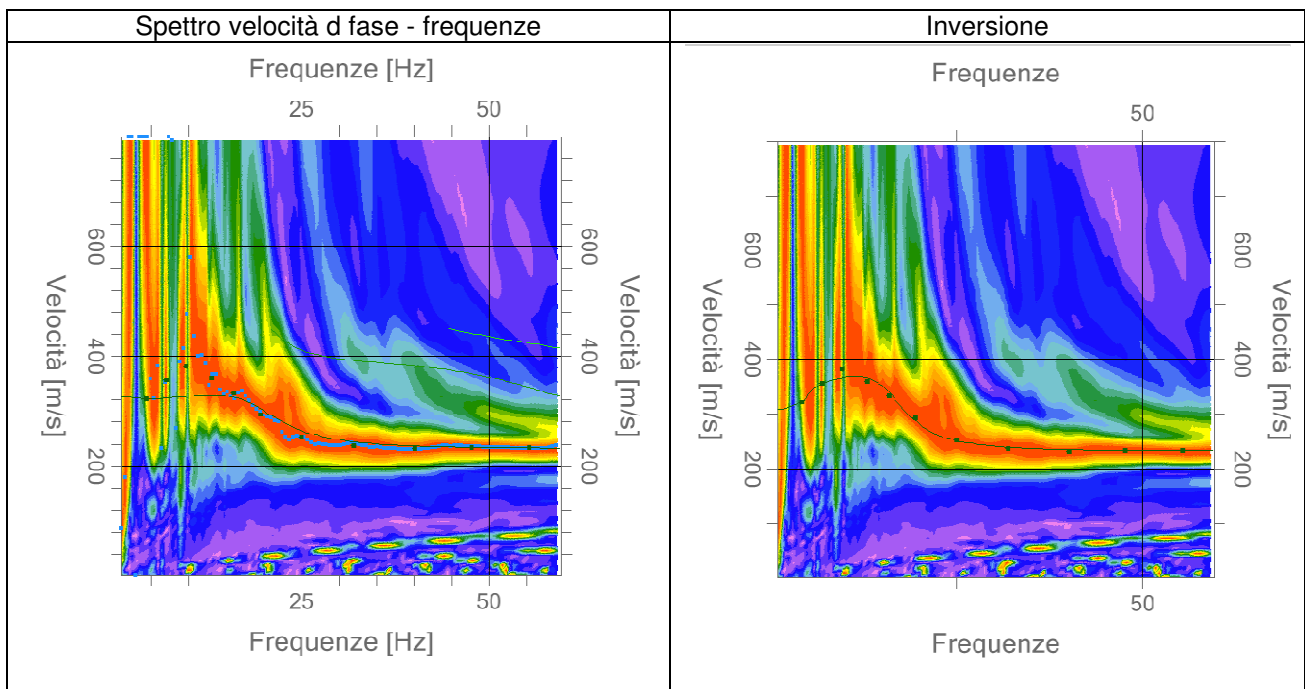 Spettro velocità d fase - frequenze
Frequenze [Hz]
25 50
600 600
400 400
200 200
Velocità [m/s] Velocità [m/s]
25 50
Frequenze [Hz]
Inversione
Frequenze
50
600 600
400 400
200 200
Velocità [m/s] Velocità [m/s]
50
Frequenze